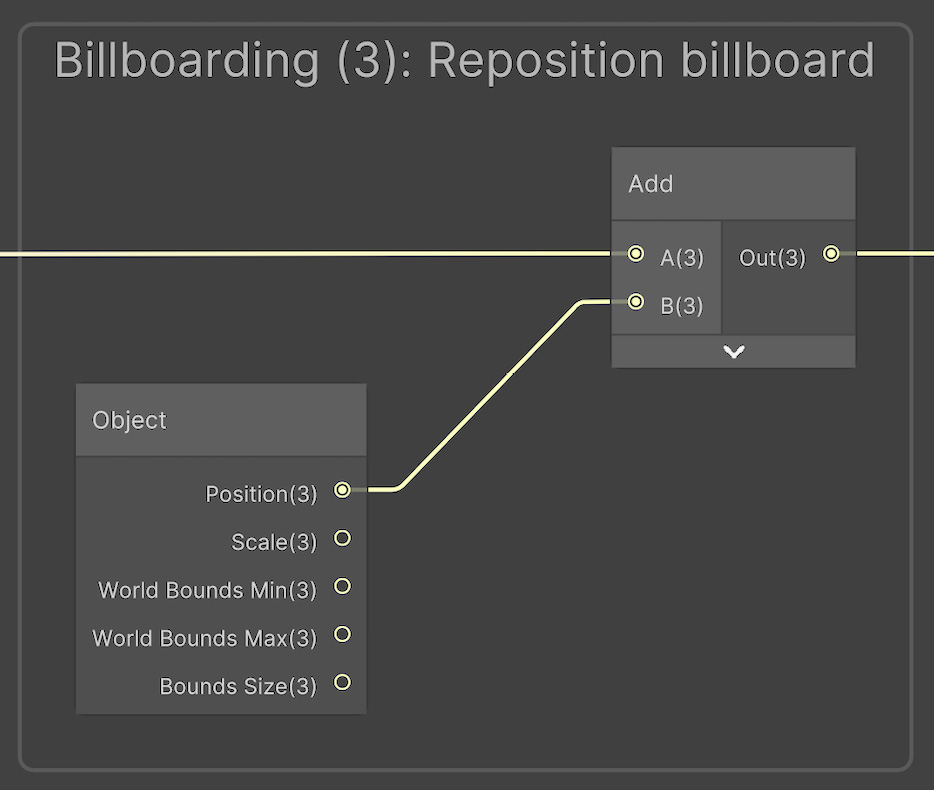 Billboarding (3): Reposition billboard
Add
A(3)
Out(3)
B(3)
Object
Position(3)
Scale(3)
World Bounds Min(3)
World Bounds Max(3)
Bounds Size(3)